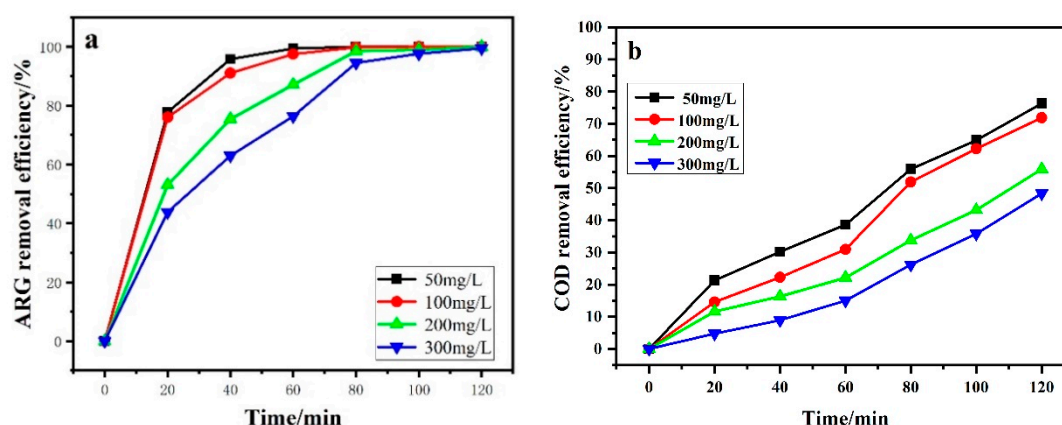 a
ARG removal efficiency/%
100
80
60
40
20
0
50mg/L
100mg/L
200mg/L
300mg/L
0 20 40 60 80 100 120
Time/min
b
COD removal efficiency/%
100
90
80
70
60
50
40
30
20
10
0
50mg/L
100mg/L
200mg/L
300mg/L
0 20 40 60 80 100 120
Time/min